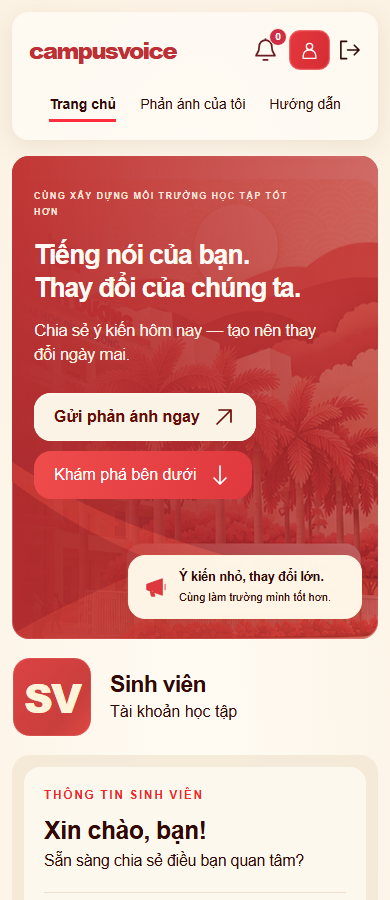 campusvoice
0
Trang chủ
Phản ánh của tôi
Hướng dẫn
CÙNG XÂY DỰNG MÔI TRƯỜNG HỌC TẬP TỐT
HƠN
Tiếng nói của bạn.
Thay đổi của chúng ta.
Chia sẻ ý kiến hôm nay — tạo nên thay
đổi ngày mai.
Gửi phản ánh ngay
Khám phá bên dưới
Ý kiến nhỏ, thay đổi lớn.
Cùng làm trường mình tốt hơn.
SV
Sinh viên
Tài khoản học tập
THÔNG TIN SINH VIÊN
Xin chào, bạn!
Sẵn sàng chia sẻ điều bạn quan tâm?